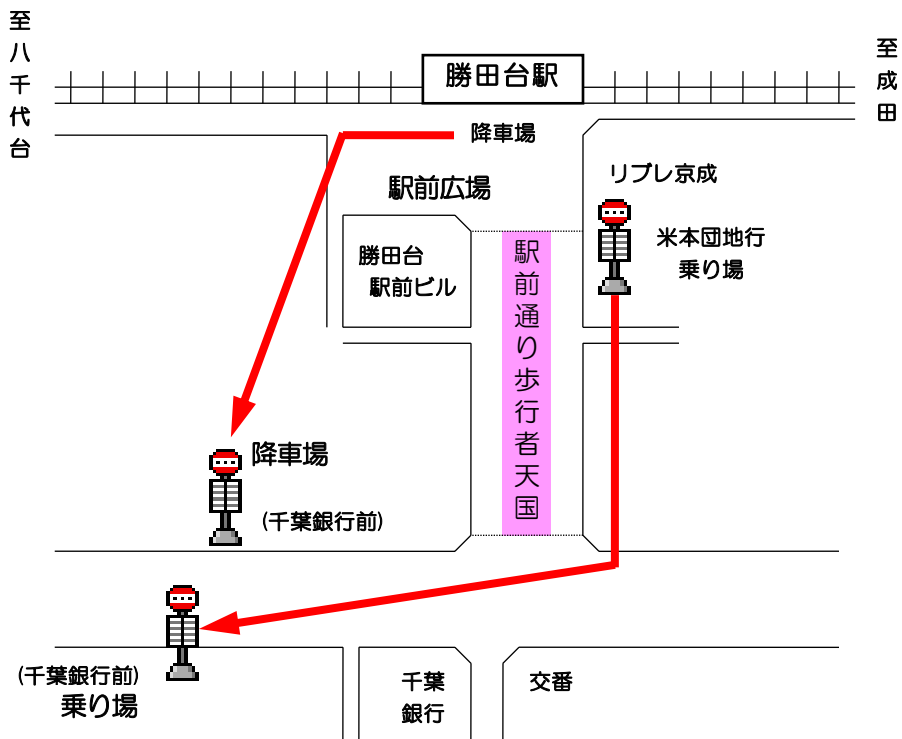 至八千代台
至成田
勝田台駅
降車場
駅前広場
リブレ京成
米本団地行
乗り場
勝田台
駅前ビル
駅前通り歩行者天国
降車場
(千葉銀行前)
(千葉銀行前)
乗り場
千葉
銀行
交番